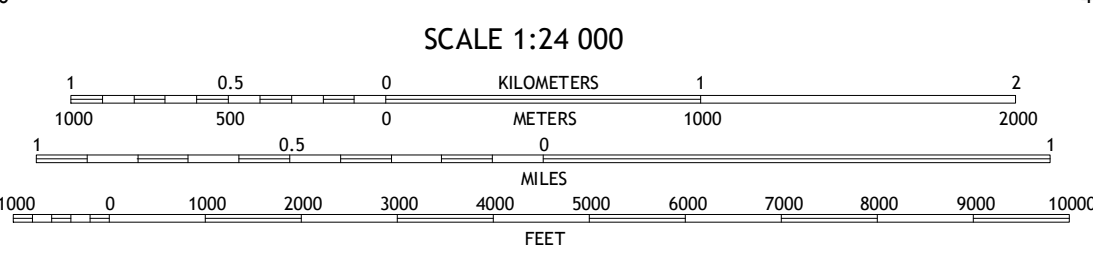 SCALE 1:24 000
1 0.5 0 KILOMETERS 1 2
1000 500 0 METERS 1000 2000
1 0.5 0 1
MILES
1000 0 1000 2000 3000 4000 5000 6000 7000 8000 9000 10000
FEET